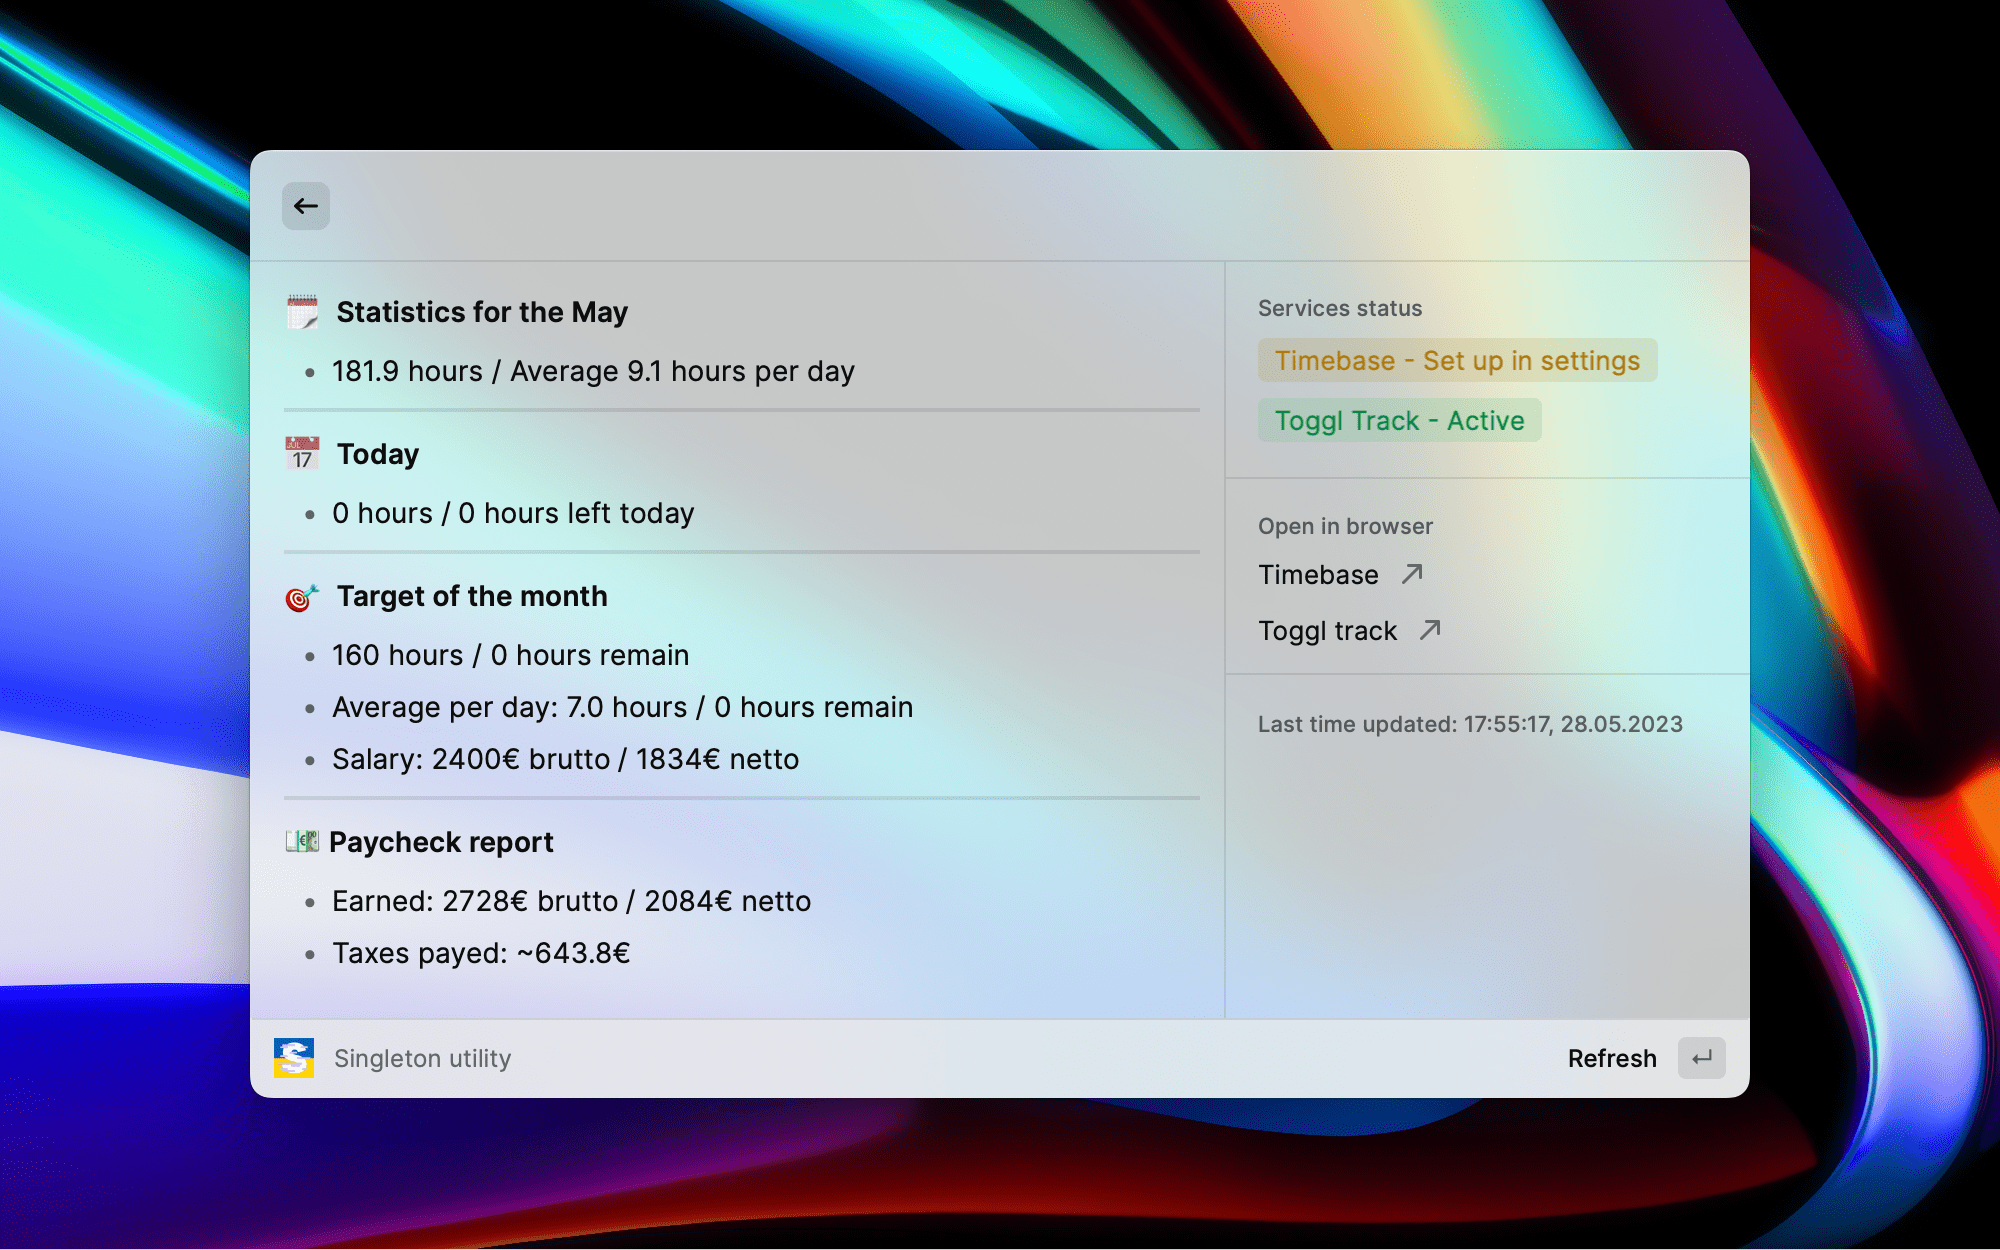 Statistics for the May
181.9 hours / Average 9.1 hours per day
JUL
17
Today
0 hours / 0 hours left today
Target of the month
160 hours / 0 hours remain
Average per day: 7.0 hours / 0 hours remain
Salary: 2400€ brutto / 1834€ netto
Paycheck report
Earned: 2728€ brutto / 2084€ netto
Taxes payed: ~643.8€
Services status
Timebase - Set up in settings
Toggl Track - Active
Open in browser
Timebase
Toggl track
Last time updated: 17:55:17, 28.05.2023
S
Singleton utility
Refresh